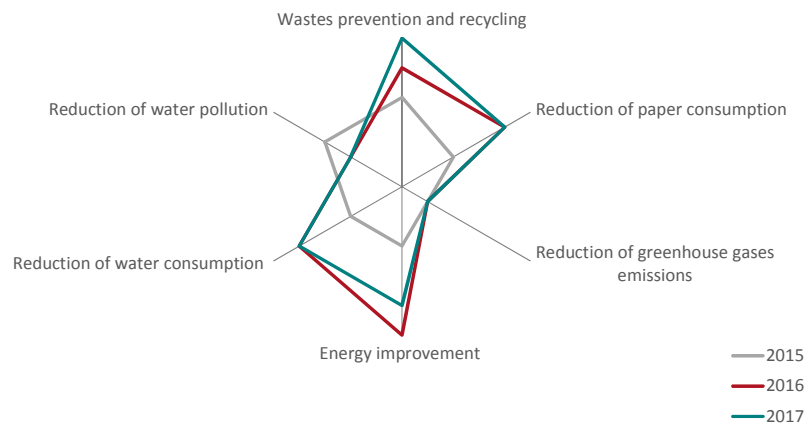 Wastes prevention and recycling
Reduction of water pollution
Reduction of paper consumption
Reduction of water consumption
Reduction of greenhouse gases
emissions
Energy improvement
2015
2016
2017